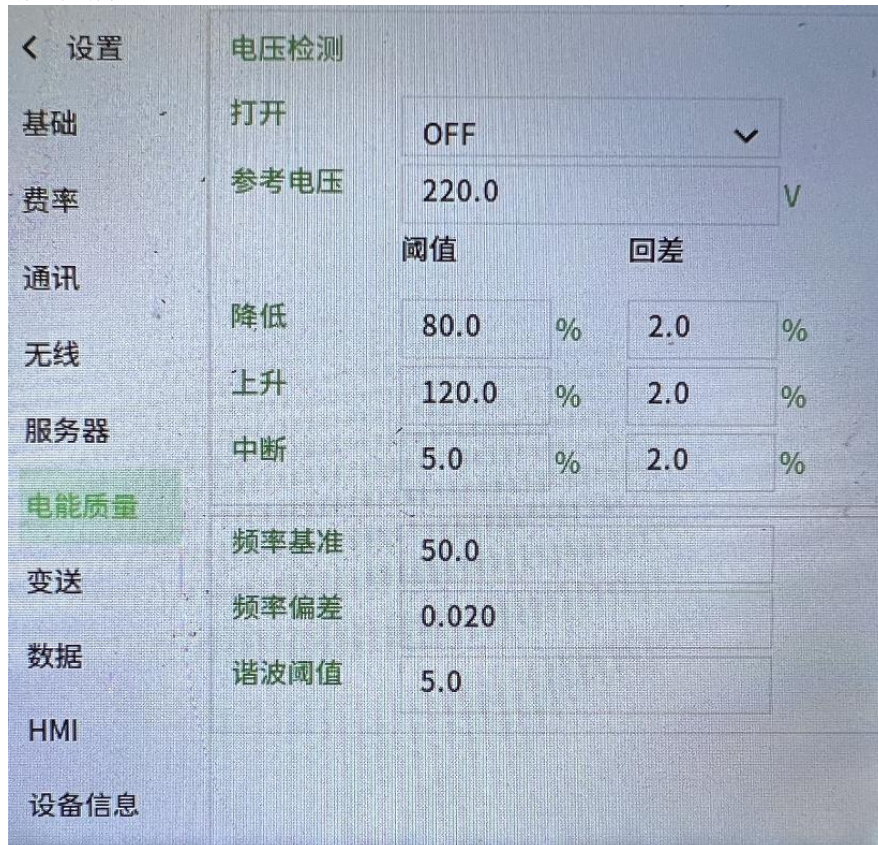 < 设置
基础
费率
通讯
无线
服务器
电能质量
变送
数据
HMI
设备信息
电压检测
打开 OFF
参考电压 220.0 V
阈值 回差
降低 80.0 % 2.0 %
上升 120.0 % 2.0 %
中断 5.0 % 2.0 %
频率基准 50.0
频率偏差 0.020
谐波阈值 5.0